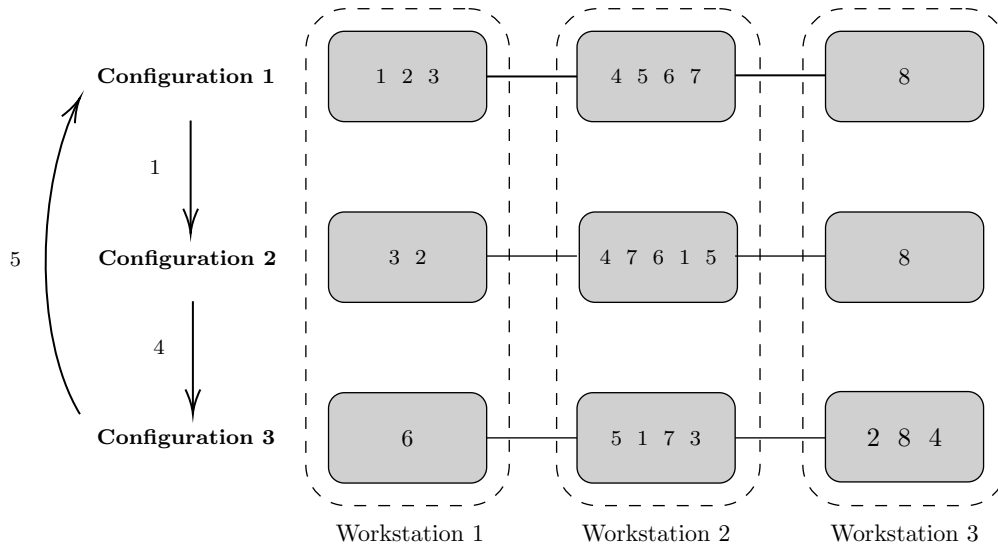 Configuration 1
1 2 3
4 5 6 7
8
1
Configuration 2
3 2
4 7 6 1 5
8
5
4
Configuration 3
6
5 1 7 3
2 8 4
Workstation 1
Workstation 2
Workstation 3